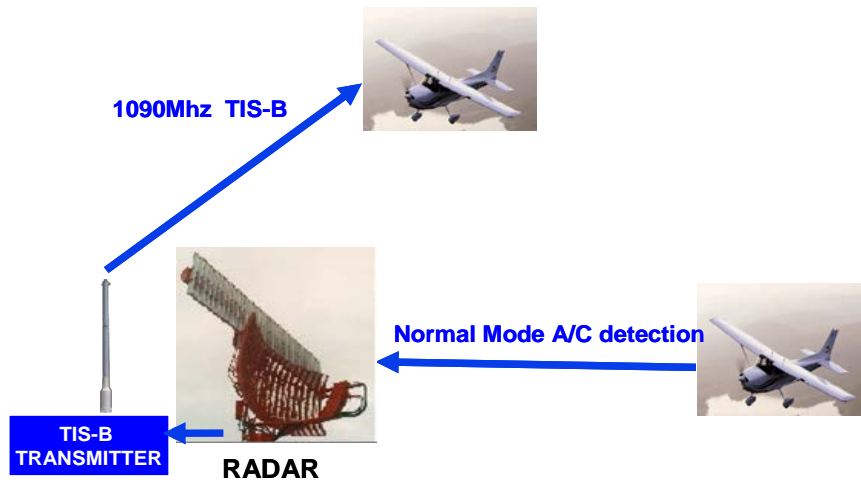 1090Mhz TIS-B
Normal Mode A/C detection
TIS-B
TRANSMITTER
RADAR